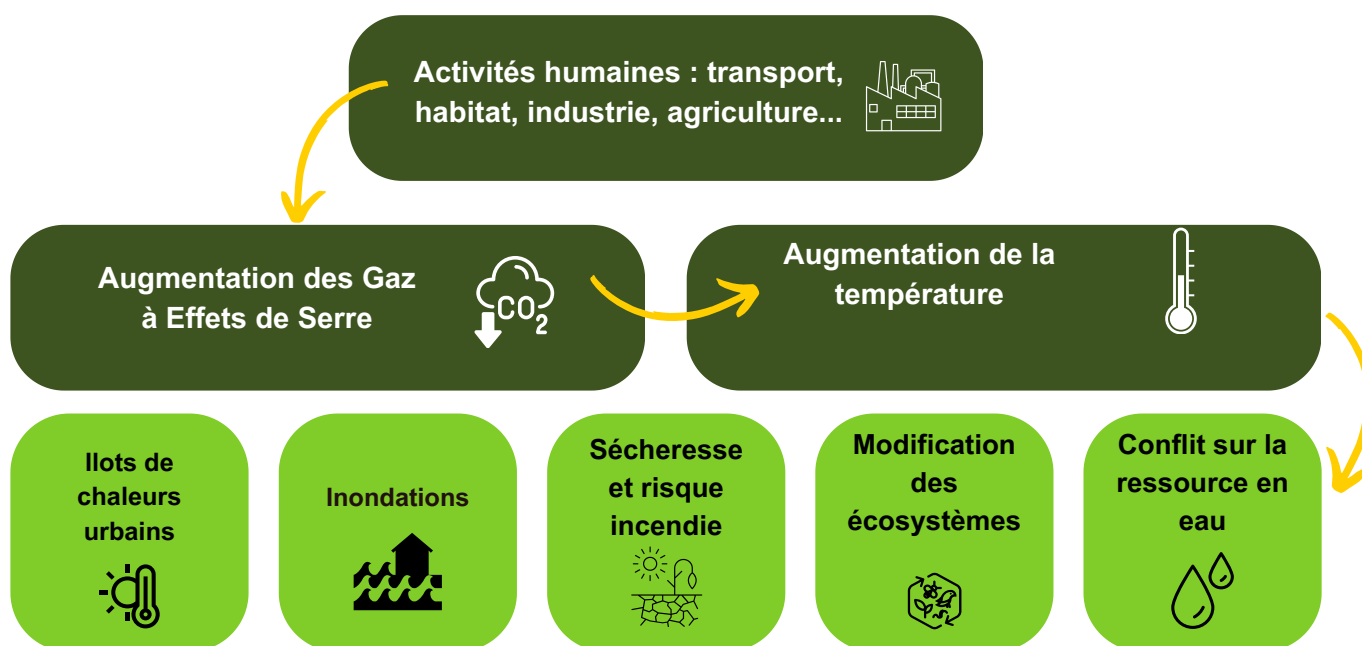 Activités humaines : transport,
habitat, industrie, agriculture...
Augmentation des Gaz
à Effets de Serre
CO2
Augmentation de la
température
Ilots de
chaleurs
urbains
Inondations
Sécheresse
et risque
incendie
Modification
des
écosystèmes
Conflit sur la
ressource en
eau